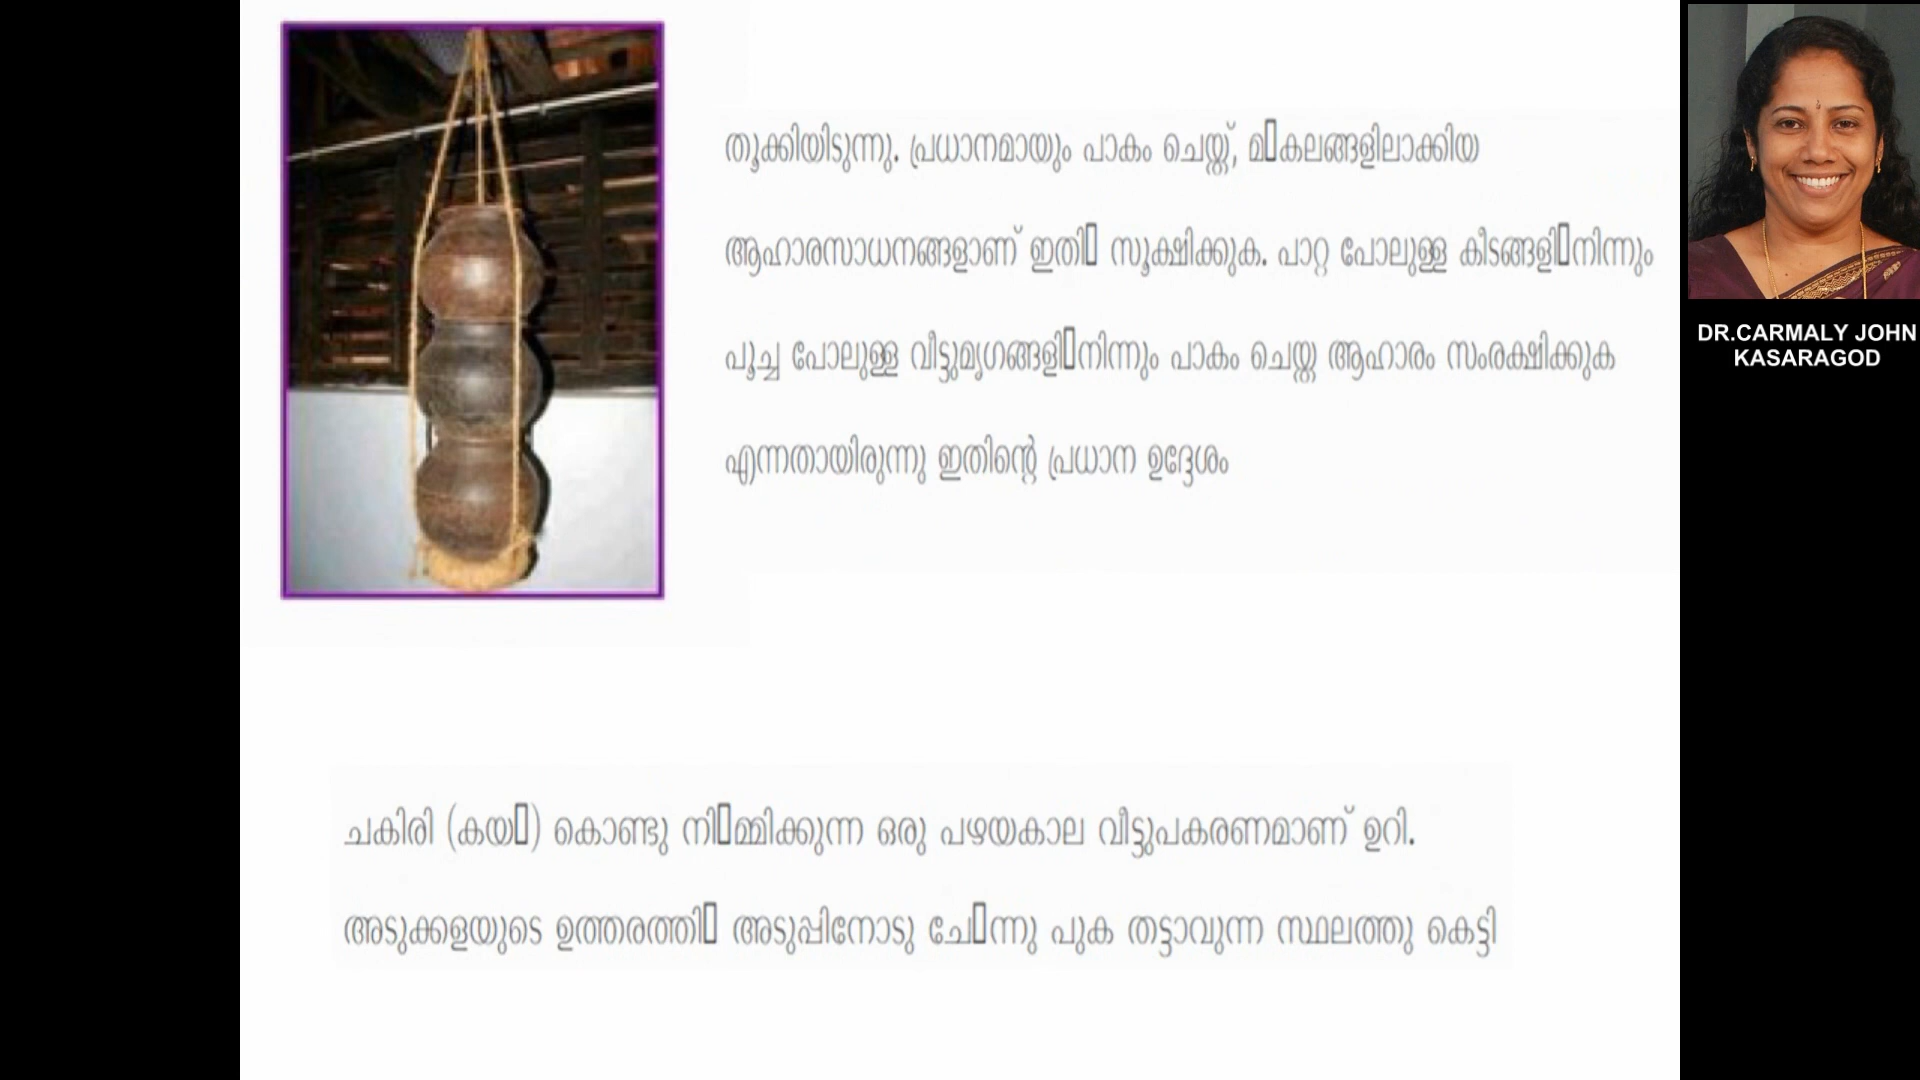 തൂക്കിയിടുന്നു. പ്രധാനമായും പാകം ചെയ്ത്, മ▯കലങ്ങളിലാക്കിയ
ആഹാരസാധനങ്ങളാണ് ഇതി▯ സൂക്ഷിക്കുക. പാറ്റ പോലുള്ള കീടങ്ങളി▯നിന്നും
പൂച്ച പോലുള്ള വീട്ടുമൃഗങ്ങളി▯നിന്നും പാകം ചെയ്ത ആഹാരം സംരക്ഷിക്കുക
എന്നതായിരുന്നു ഇതിന്റെ പ്രധാന ഉദ്ദേശം
ചകിരി (കയ▯) കൊണ്ടു നി▯മ്മിക്കുന്ന ഒരു പഴയകാല വീട്ടുപകരണമാണ് ഉറി.
അടുക്കളയുടെ ഉത്തരത്തി▯ അടുപ്പിനോടു ചേ▯ന്നു പുക തട്ടാവുന്ന സ്ഥലത്തു കെട്ടി
DR.CARMALY JOHN
KASARAGOD